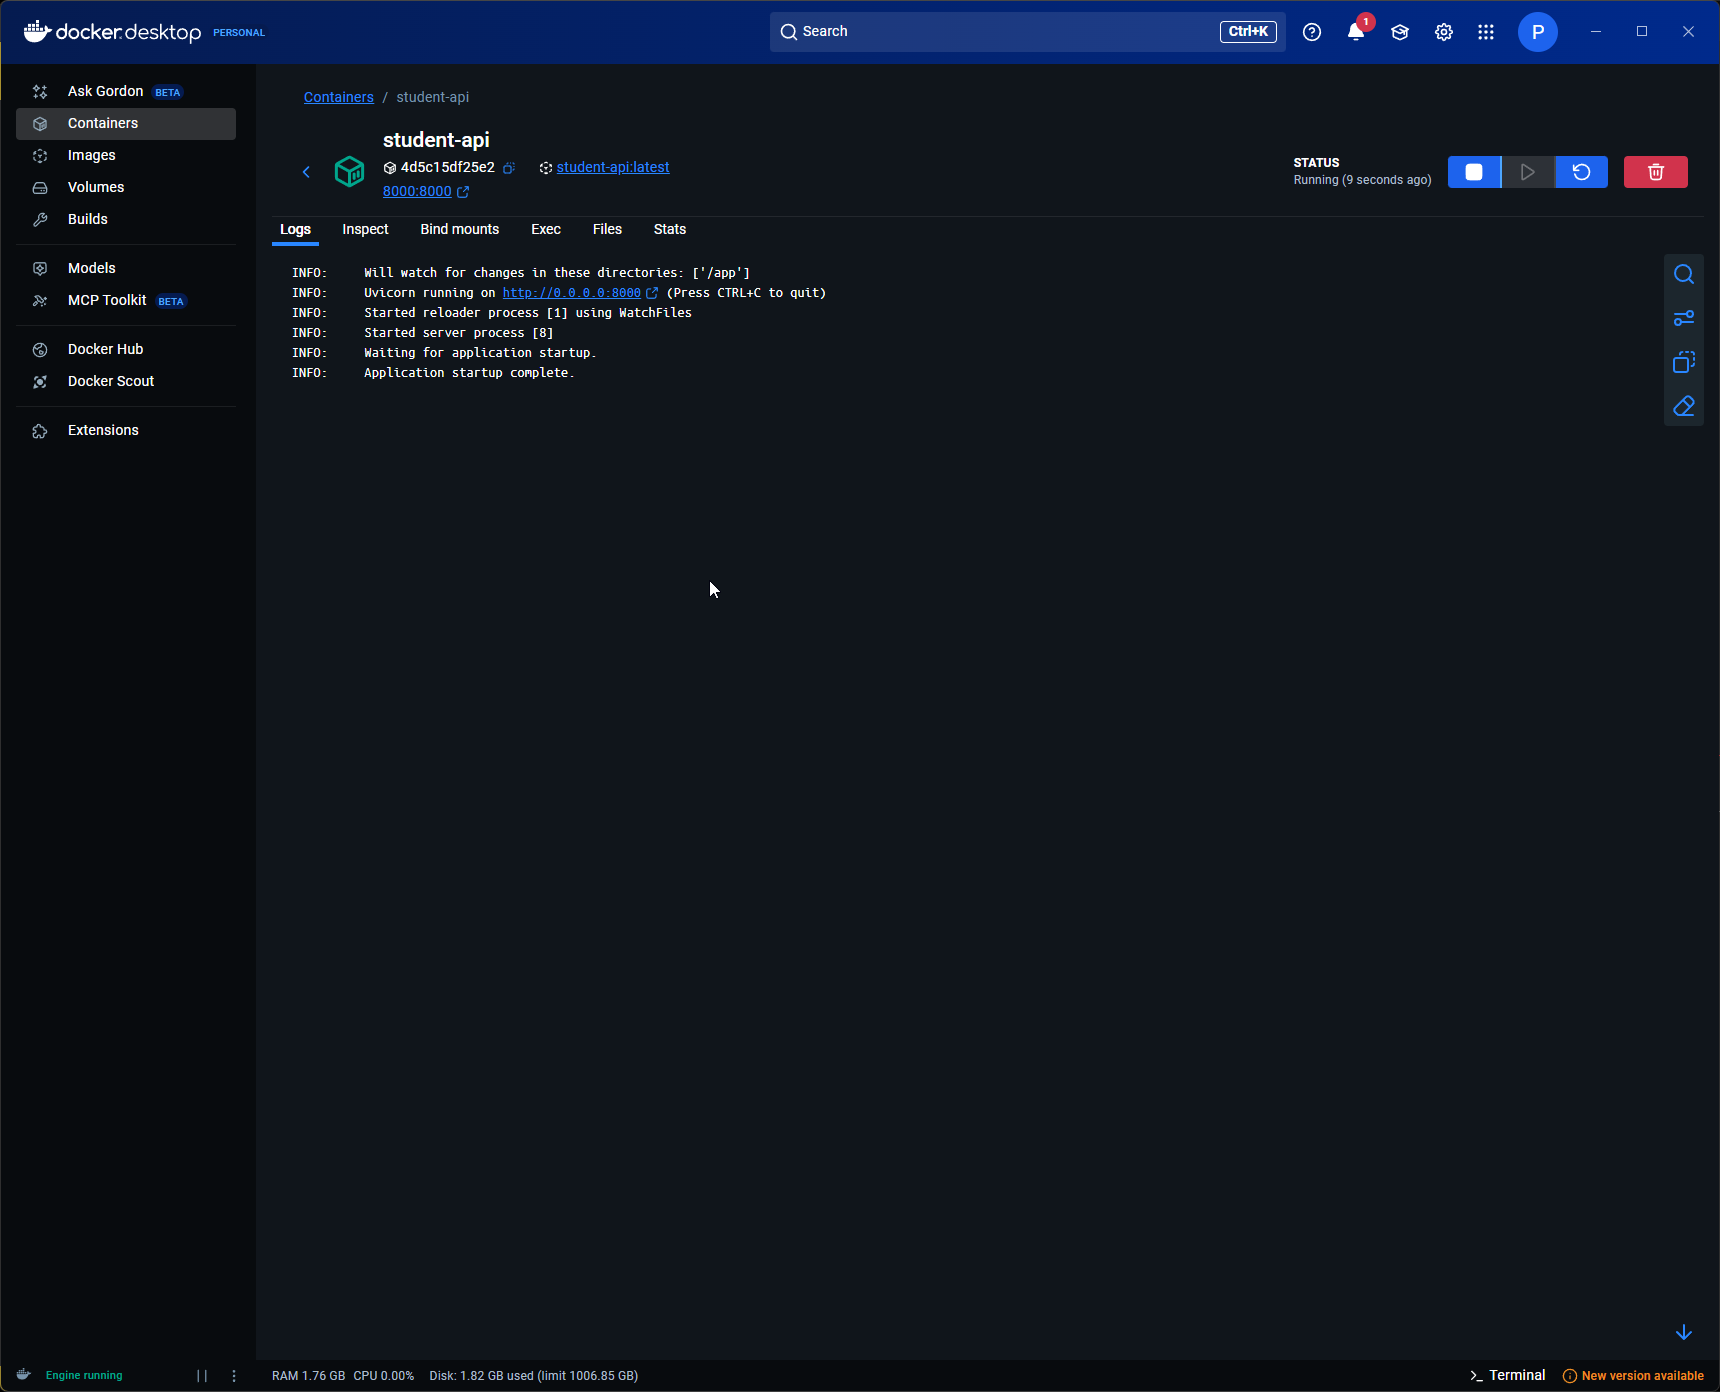 docker.desktop PERSONAL
Search Ctrl+K
1
P
Ask Gordon BETA
Containers
Images
Volumes
Builds
Models
MCP Toolkit BETA
Docker Hub
Docker Scout
Extensions
Containers / student-api
student-api
4d5c15df25e2 student-api:latest
8000:8000
STATUS
Running (9 seconds ago)
Logs Inspect Bind mounts Exec Files Stats
INFO: Will watch for changes in these directories: ['/app']
INFO: Uvicorn running on http://0.0.0.0:8000 (Press CTRL+C to quit)
INFO: Started reloader process [1] using WatchFiles
INFO: Started server process [8]
INFO: Waiting for application startup.
INFO: Application startup complete.
Engine running
RAM 1.76 GB CPU 0.00% Disk: 1.82 GB used (limit 1006.85 GB)
Terminal New version available